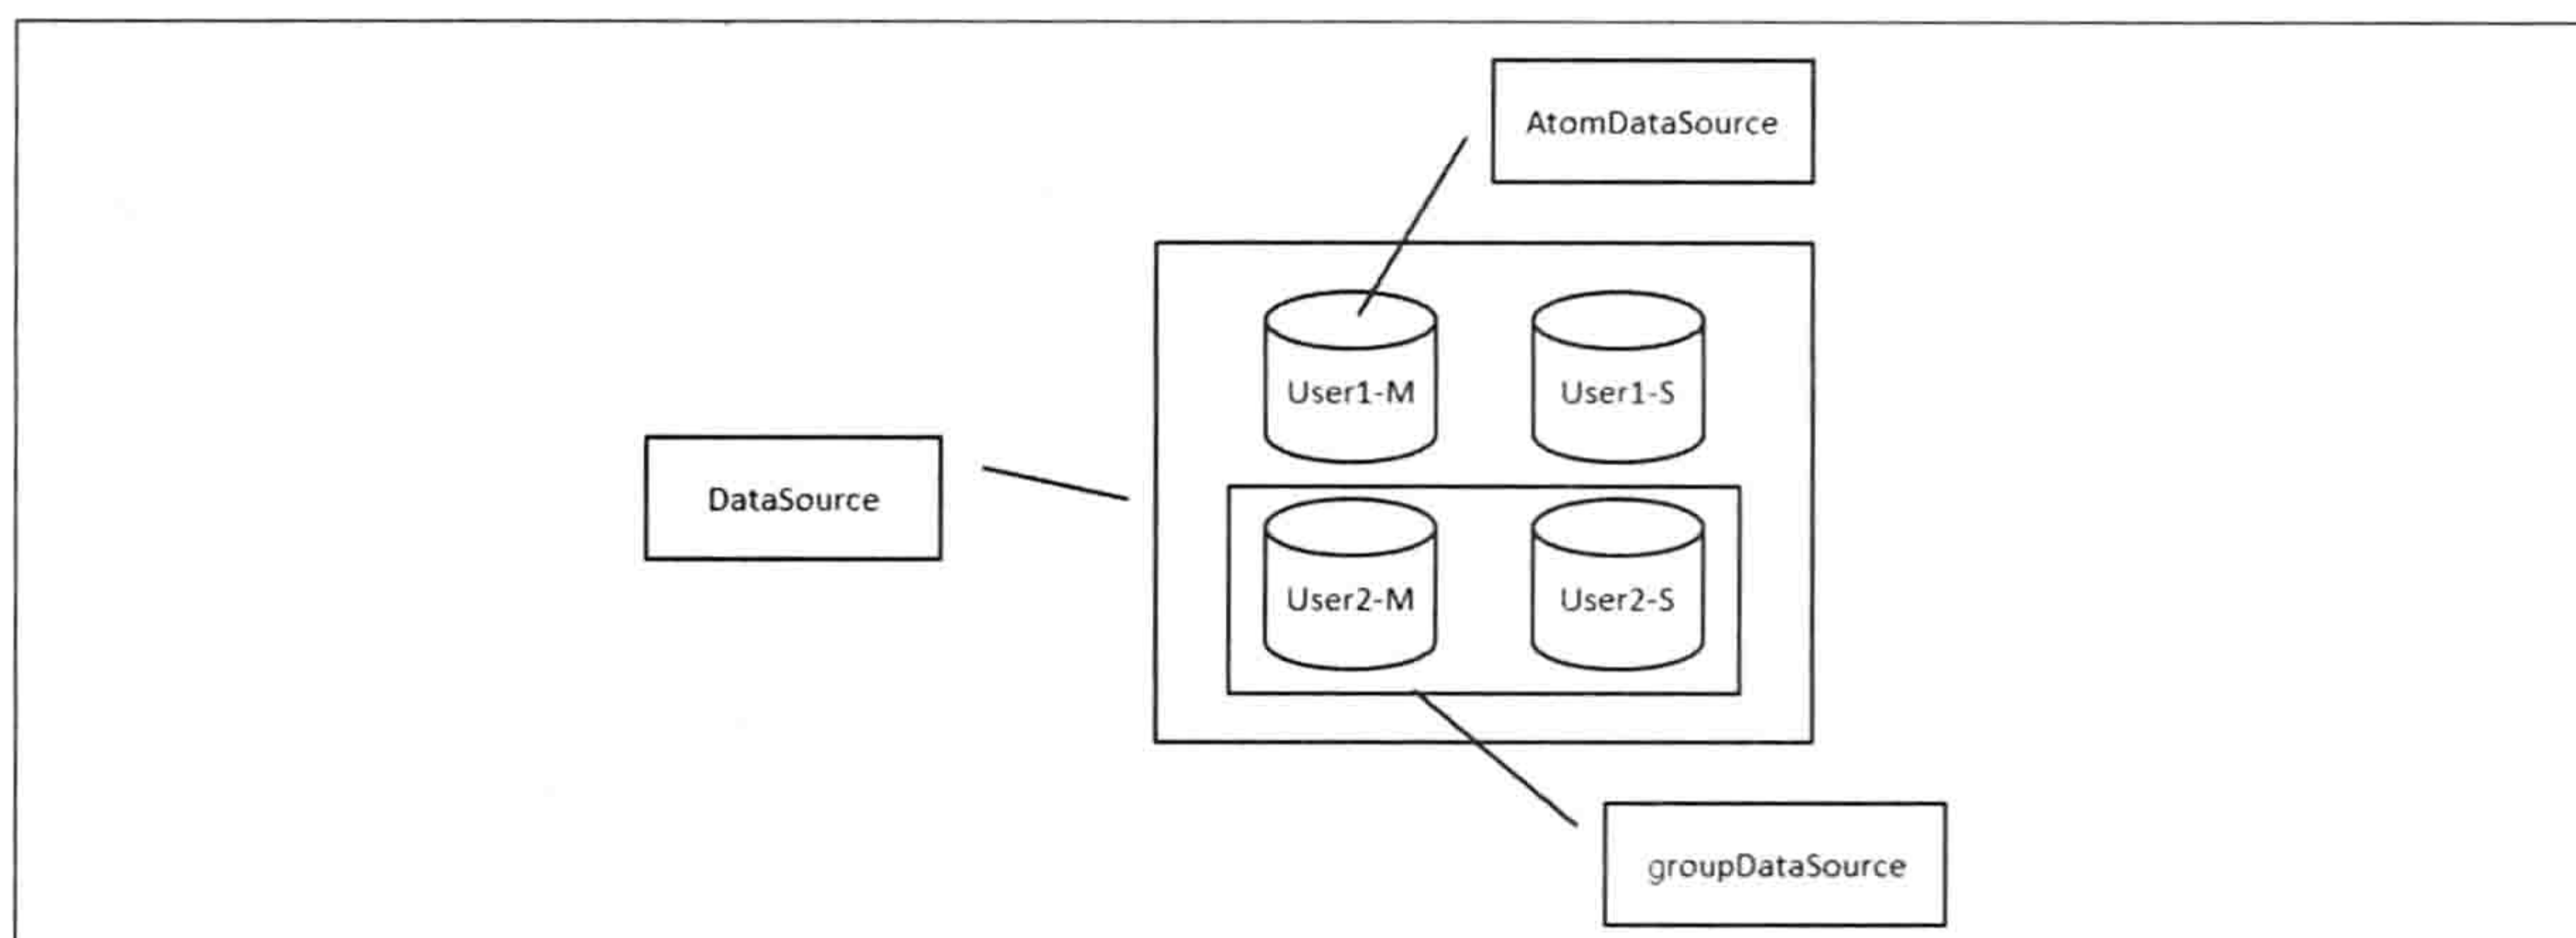 AtomDataSource
User1-M
User1-S
DataSource
User2-M
User2-S
groupDataSource